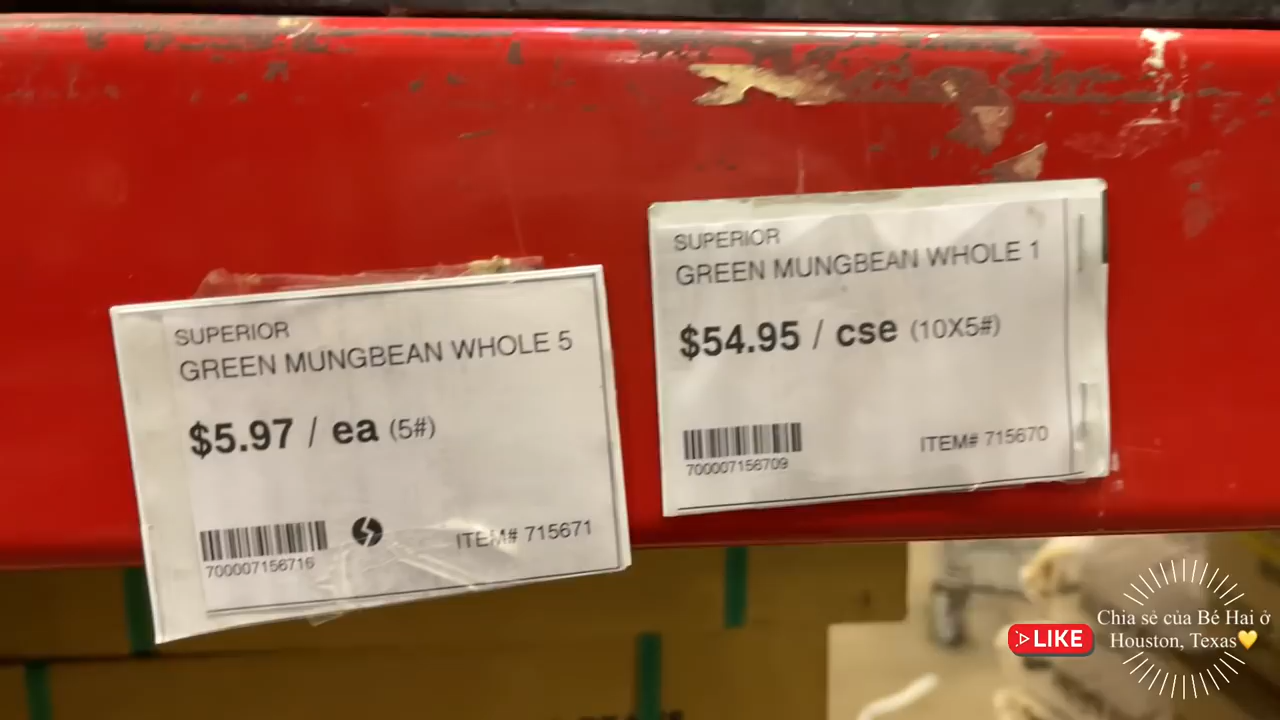 SUPERIOR
GREEN MUNGBEAN WHOLE 5
$5.97 / ea (5#)
700007156716
ITEM# 715671
SUPERIOR
GREEN MUNGBEAN WHOLE 1
$54.95 / cse (10X5#)
700007156709
ITEM# 715670
LIKE
Chia sẻ của Bé Hai ở
Houston, Texas💛